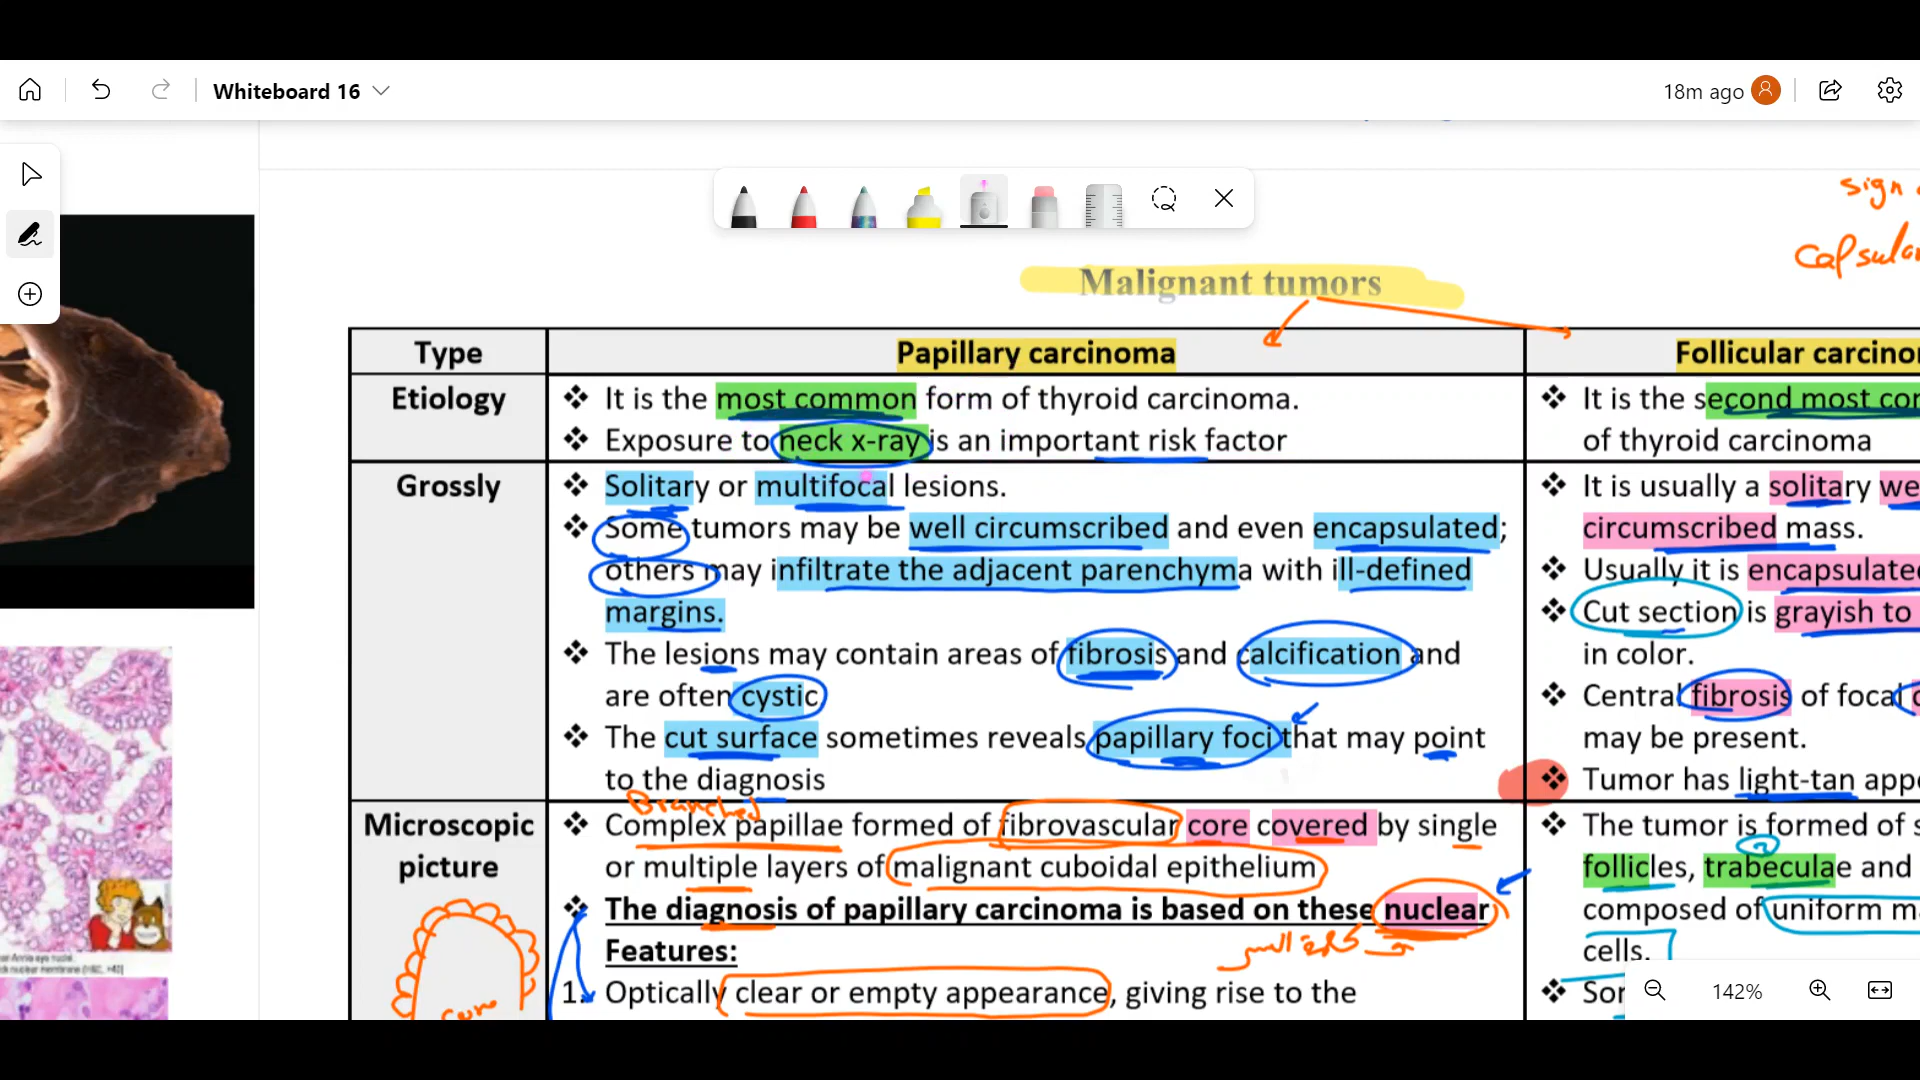 Whiteboard 16
18m ago
sign
Capsular
Malignant tumors
Type
Papillary carcinoma
Follicular carcino
Etiology
❖ It is the most common form of thyroid carcinoma.
❖ Exposure to neck x-ray is an important risk factor
❖ It is the second most co
of thyroid carcinoma
Grossly
❖ Solitary or multifocal lesions.
❖ Some tumors may be well circumscribed and even encapsulated;
others may infiltrate the adjacent parenchyma with ill-defined
margins.
❖ The lesions may contain areas of fibrosis and calcification and
are often cystic.
❖ The cut surface sometimes reveals papillary foci that may point
to the diagnosis
❖ It is usually a solitary we
circumscribed mass.
❖ Usually it is encapsulated
❖ Cut section is grayish to
in color.
❖ Central fibrosis of focal
may be present.
❖ Tumor has light-tan appe
Microscopic
picture
Branched
❖ Complex papillae formed of fibrovascular core covered by single
or multiple layers of malignant cuboidal epithelium
❖ The diagnosis of papillary carcinoma is based on these nuclear
Features:
1. Optically clear or empty appearance, giving rise to the
core
❖ The tumor is formed of s
follicles, trabeculae and
composed of uniform ma
cells.
❖ Sor
142%